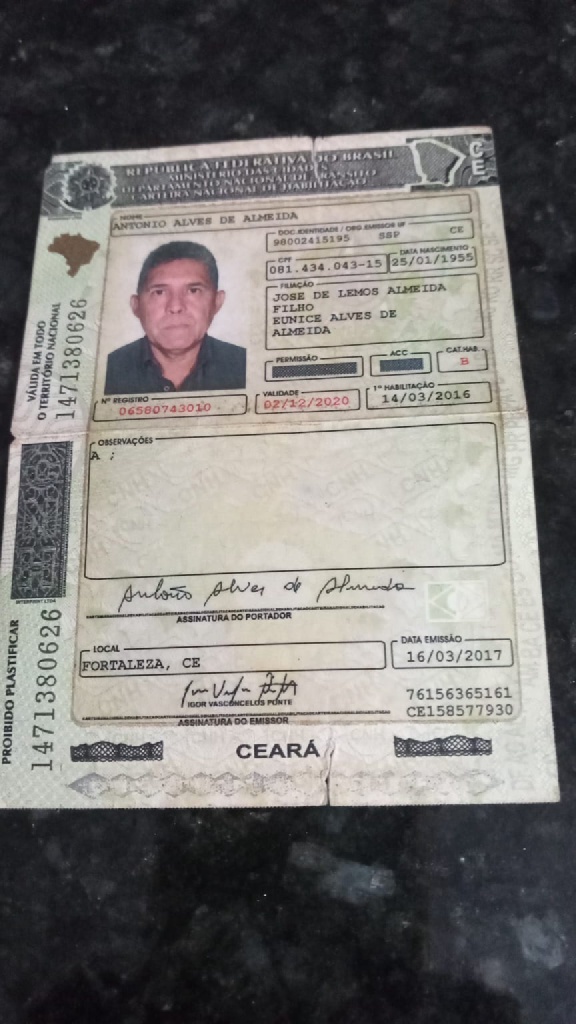 REPÚBLICA FEDERATIVA DO BRASIL
MINISTÉRIO DAS CIDADES
DEPARTAMENTO NACIONAL DE TRÂNSITO
CARTEIRA NACIONAL DE HABILITAÇÃO
CE
NOME
ANTONIO ALVES DE ALMEIDA
DOC. IDENTIDADE / ORG. EMISSOR UF
98002415195 SSP CE
CPF
081.434.043-15
DATA NASCIMENTO
25/01/1955
FILIAÇÃO
JOSE DE LEMOS ALMEIDA
FILHO
EUNICE ALVES DE
ALMEIDA
PERMISSÃO
ACC
CAT. HAB.
B
Nº REGISTRO
06580743010
VALIDADE
02/12/2020
1ª HABILITAÇÃO
14/03/2016
VÁLIDA EM TODO
O TERRITÓRIO NACIONAL
1471380626
OBSERVAÇÕES
A ;
Antonio Alves de Almeida
ASSINATURA DO PORTADOR
LOCAL
FORTALEZA, CE
DATA EMISSÃO
16/03/2017
IGOR VASCONCELOS PONTE
ASSINATURA DO EMISSOR
76156365161
CE158577930
PROIBIDO PLASTIFICAR
1471380626
CEARÁ